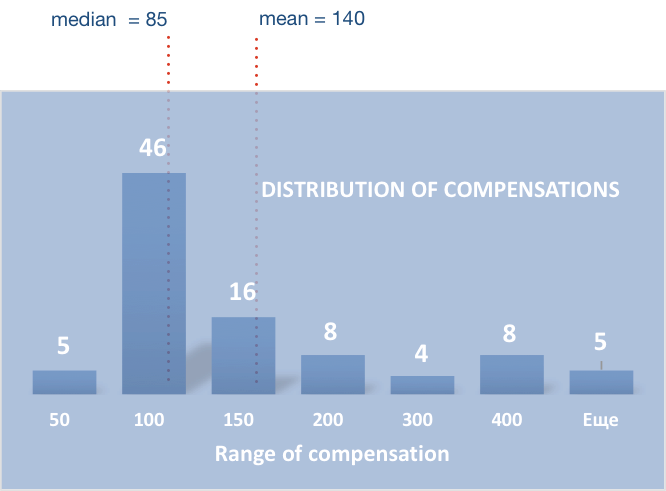 median = 85 mean = 140
46
DISTRIBUTION OF COMPENSATIONS
16
5 8 4 8 5
50 100 150 200 300 400 Еще
Range of compensation